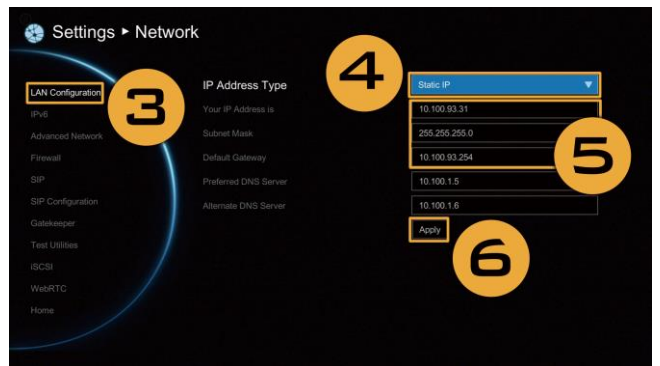 Settings ▸ Network
3
4
5
6
LAN Configuration
IPv6
Advanced Network
Firewall
SIP
SIP Configuration
Gatekeeper
Test Utilities
iSCSI
WebRTC
Home
IP Address Type
Static IP
Your IP Address is
10.100.93.31
Subnet Mask
255.255.255.0
Default Gateway
10.100.93.254
Preferred DNS Server
10.100.1.5
Alternate DNS Server
10.100.1.6
Apply